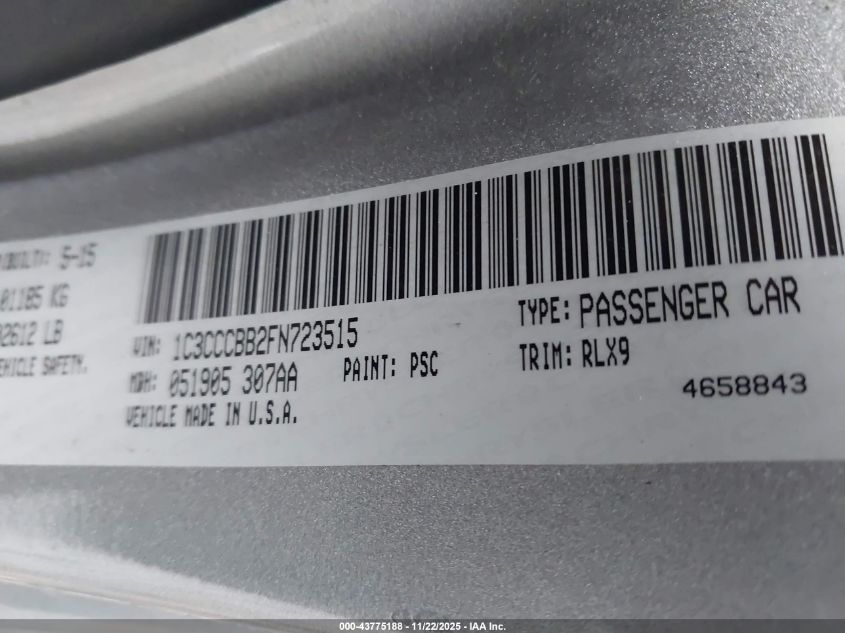 (BUILT): 5-15
01185 KG
02612 LB
VEHICLE SAFETY.
VIN: 1C3CCCBB2FN723515
MDH: 051905 307AA
PAINT: PSC
VEHICLE MADE IN U.S.A.
TYPE: PASSENGER CAR
TRIM: RLX9
4658843
000-43775188 - 11/22/2025 - IAA Inc.